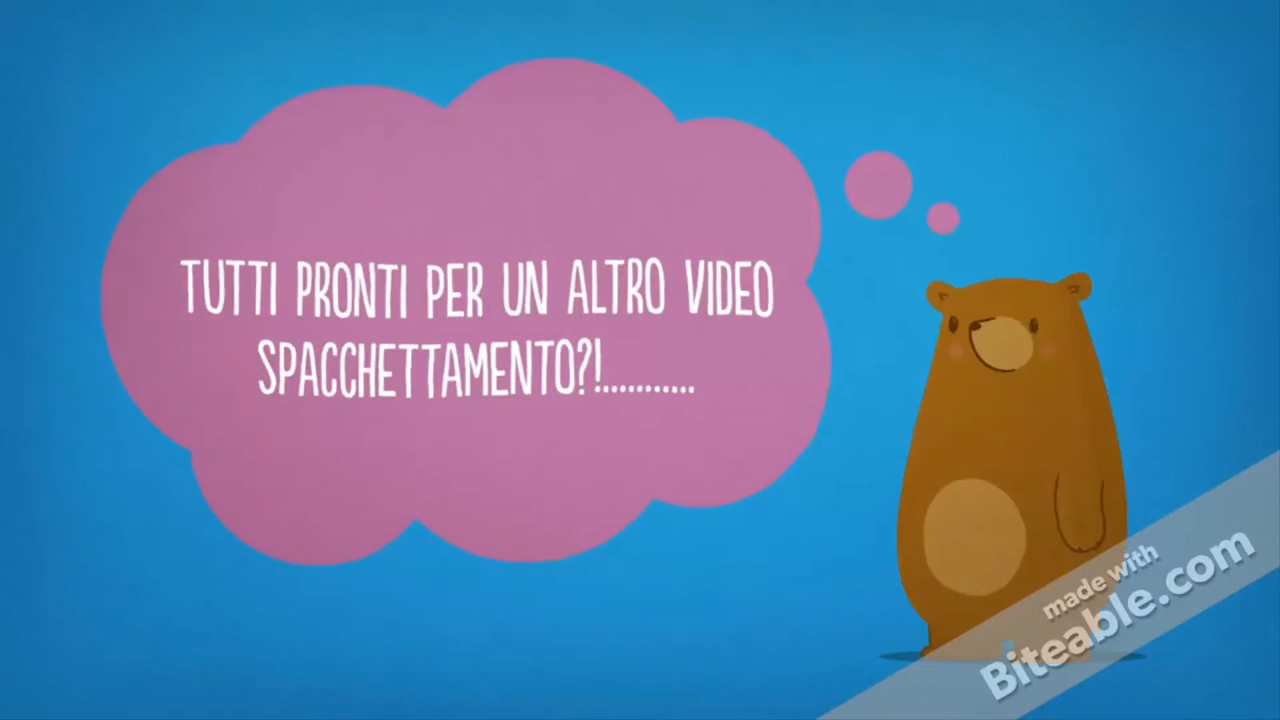 TUTTI PRONTI PER UN ALTRO VIDEO
SPACCHETTAMENTO?!...........
made with
Biteable.com